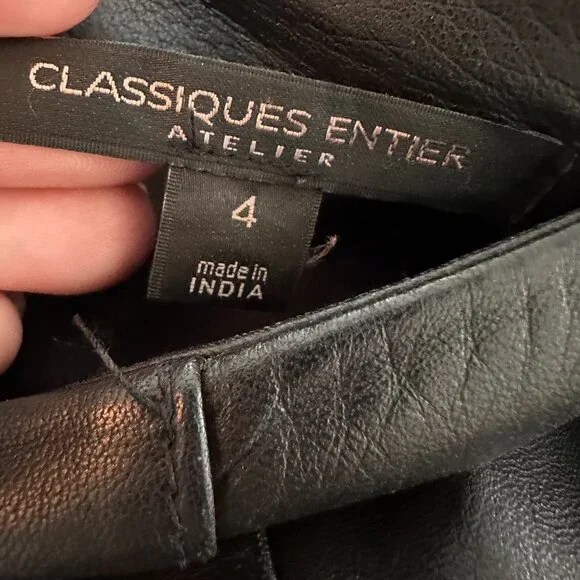 CLASSIQUES ENTIER
ATELIER
4
made in
INDIA